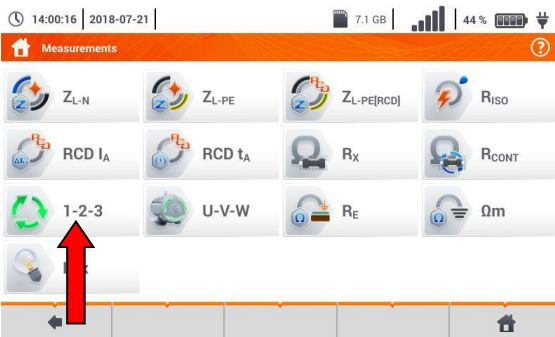 14:00:16 2018-07-21 7.1 GB 44 %
Measurements ?
ZL-N ZL-PE ZL-PE[RCD] RISO
RCD IA RCD tA RX RCONT
1-2-3 U-V-W RE Ωm